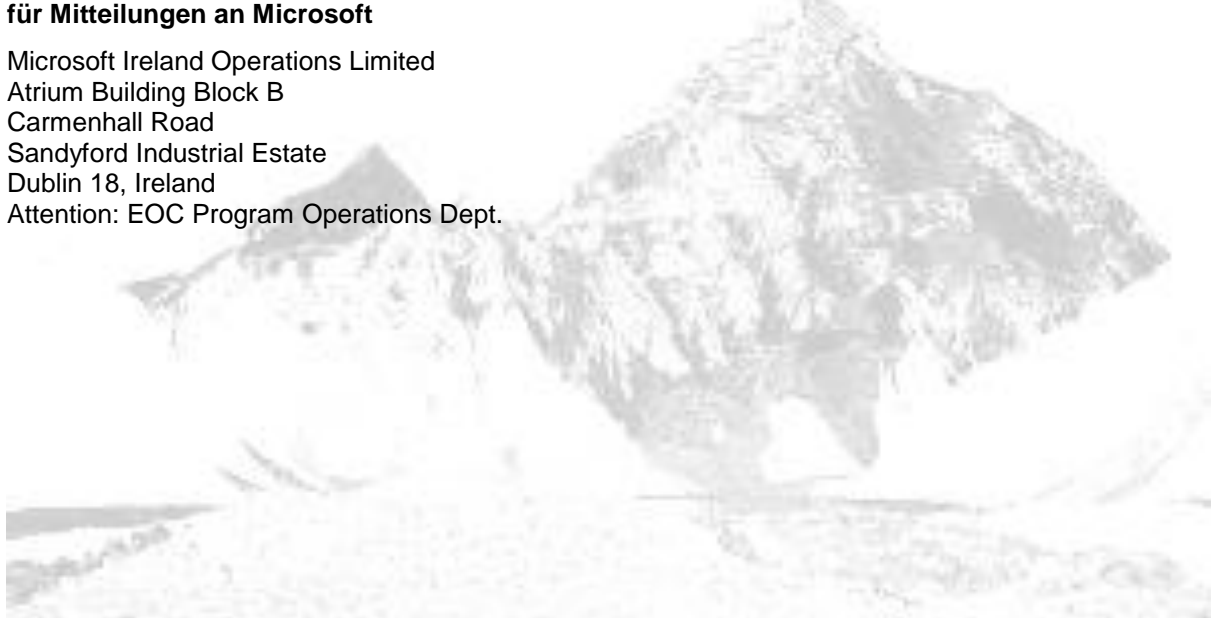 für Mitteilungen an Microsoft
Microsoft Ireland Operations Limited
Atrium Building Block B
Carmenhall Road
Sandyford Industrial Estate
Dublin 18, Ireland
Attention: EOC Program Operations Dept.